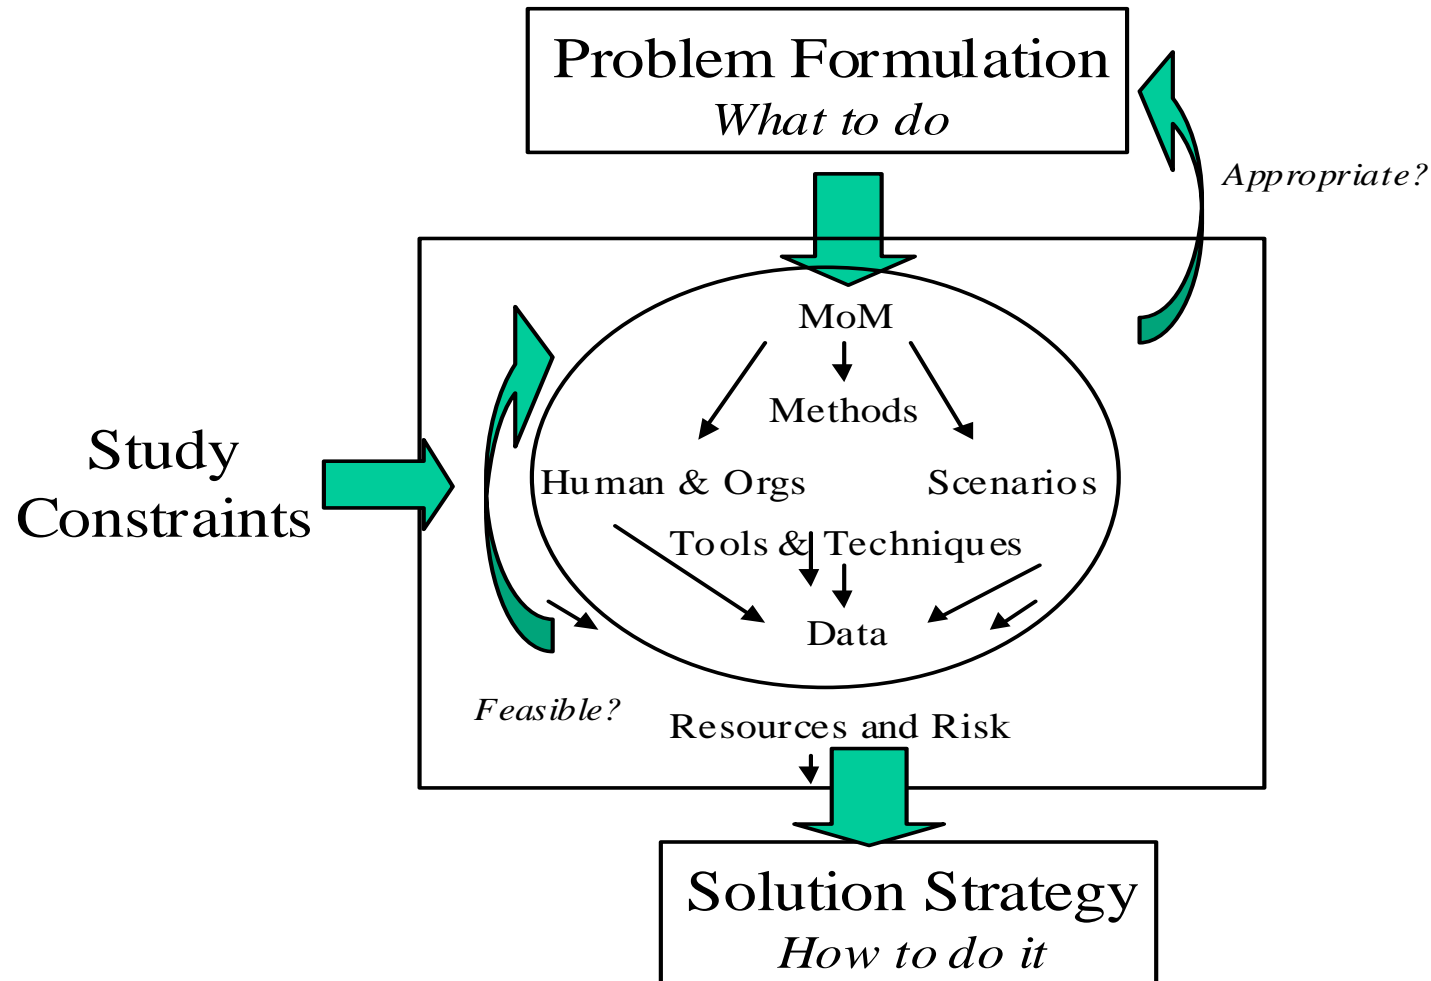 Problem Formulation
What to do
Appropriate?
MoM
Methods
Study
Constraints
Human & Orgs
Scenarios
Tools & Techniques
Data
Feasible?
Resources and Risk
Solution Strategy
How to do it